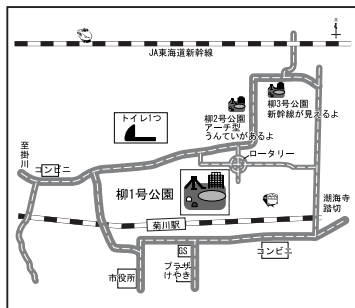 JA東海道新幹線
柳3号公園
新幹線が見えるよ
柳2号公園
アーチ型
うんていがあるよ
トイレ1つ
ロータリー
至掛川
コンビニ
柳1号公園
潮海寺
踏切
菊川駅
GS
コンビニ
プラザ
けやき
市役所